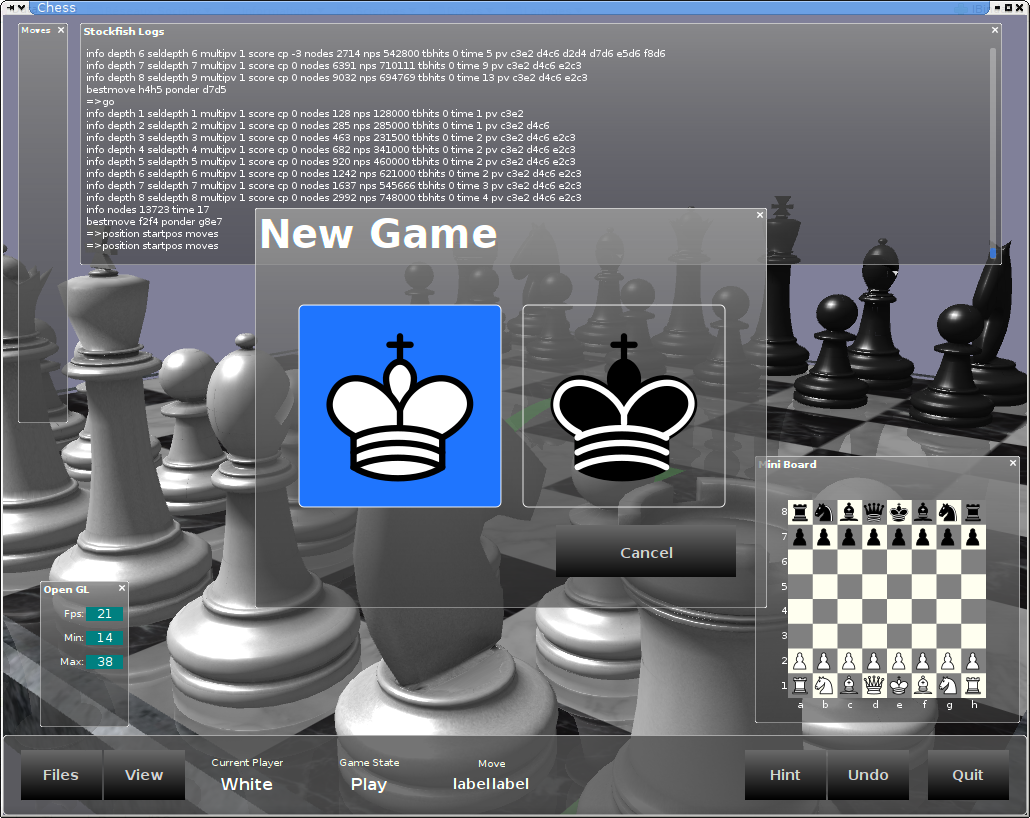 Chess
Moves
Stockfish Logs
info depth 6 seldepth 6 multipv 1 score cp -3 nodes 2714 nps 542800 tbhits 0 time 5 pv c3e2 d4c6 d2d4 d7d6 e5d6 f8d6
info depth 7 seldepth 7 multipv 1 score cp 0 nodes 6391 nps 710111 tbhits 0 time 9 pv c3e2 d4c6 e2c3
info depth 8 seldepth 9 multipv 1 score cp 0 nodes 9032 nps 694769 tbhits 0 time 13 pv c3e2 d4c6 e2c3
bestmove h4h5 ponder d7d5
=>go
info depth 1 seldepth 1 multipv 1 score cp 0 nodes 128 nps 128000 tbhits 0 time 1 pv c3e2
info depth 2 seldepth 2 multipv 1 score cp 0 nodes 285 nps 285000 tbhits 0 time 1 pv c3e2 d4c6
info depth 3 seldepth 3 multipv 1 score cp 0 nodes 463 nps 231500 tbhits 0 time 2 pv c3e2 d4c6 e2c3
info depth 4 seldepth 4 multipv 1 score cp 0 nodes 682 nps 341000 tbhits 0 time 2 pv c3e2 d4c6 e2c3
info depth 5 seldepth 5 multipv 1 score cp 0 nodes 920 nps 460000 tbhits 0 time 2 pv c3e2 d4c6 e2c3
info depth 6 seldepth 6 multipv 1 score cp 0 nodes 1242 nps 621000 tbhits 0 time 2 pv c3e2 d4c6 e2c3
info depth 7 seldepth 7 multipv 1 score cp 0 nodes 1637 nps 545666 tbhits 0 time 3 pv c3e2 d4c6 e2c3
info depth 8 seldepth 8 multipv 1 score cp 0 nodes 2992 nps 748000 tbhits 0 time 4 pv c3e2 d4c6 e2c3
info nodes 13723 time 17
bestmove f2f4 ponder g8e7
=>position startpos moves
=>position startpos moves
New Game
Cancel
Mini Board
8
7
6
5
4
3
2
1
a b c d e f g h
Open GL
Fps: 21
Min: 14
Max: 38
Files
View
Current Player
White
Game State
Play
Move
labellabel
Hint
Undo
Quit